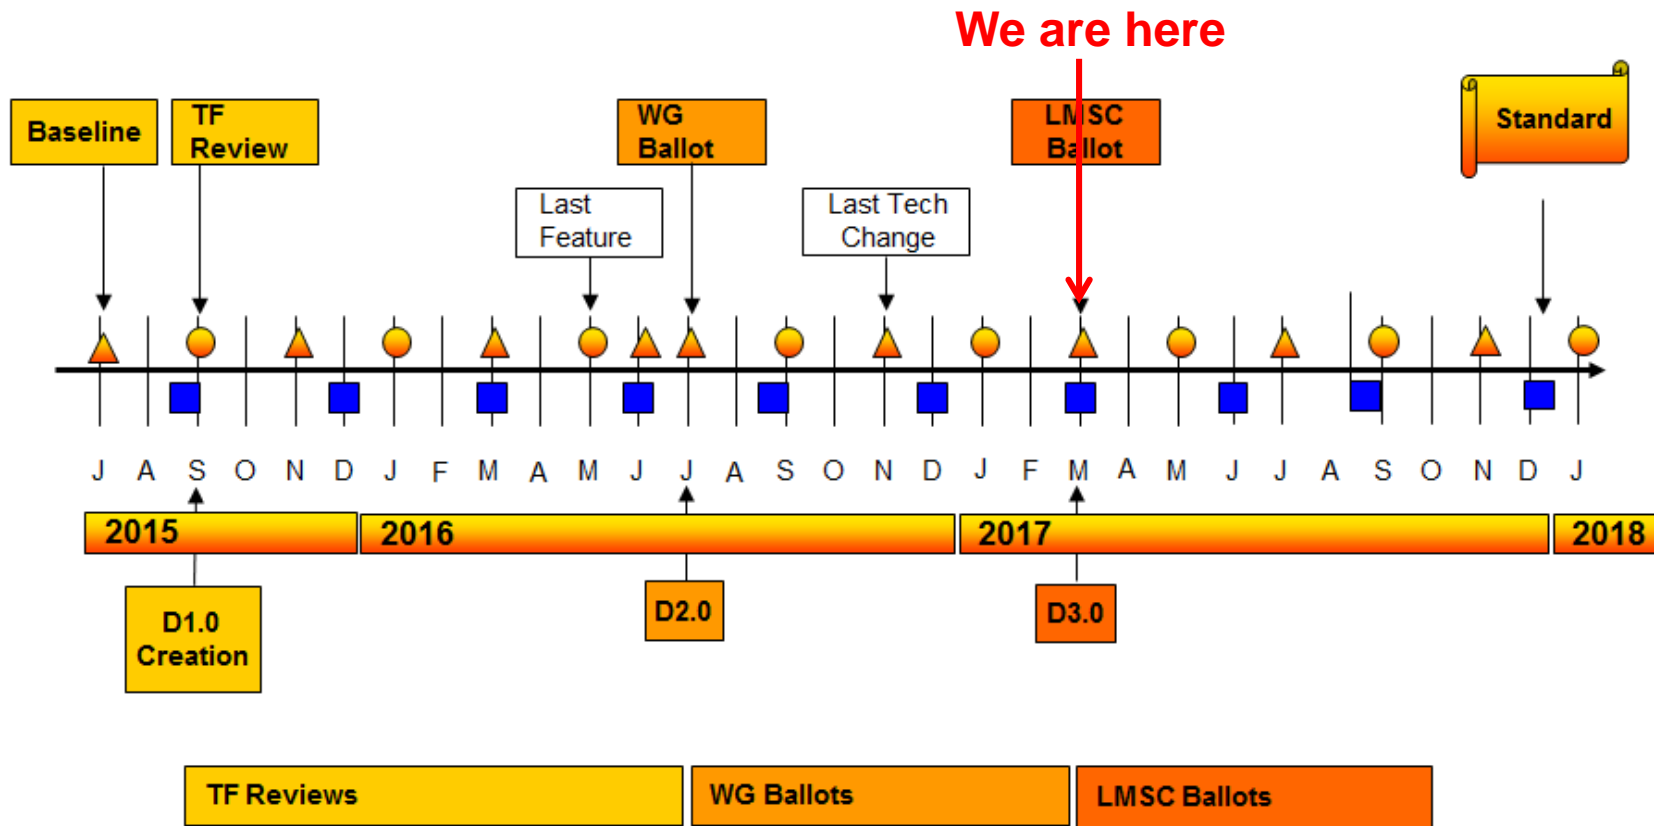 We are here
Baseline
TF
Review
WG
Ballot
LMSC
Ballot
Standard
Last
Feature
Last Tech
Change
J A S O N D J F M A M J J A S O N D J F M A M J J A S O N D J
2015 2016 2017 2018
D1.0
Creation
D2.0
D3.0
TF Reviews WG Ballots LMSC Ballots